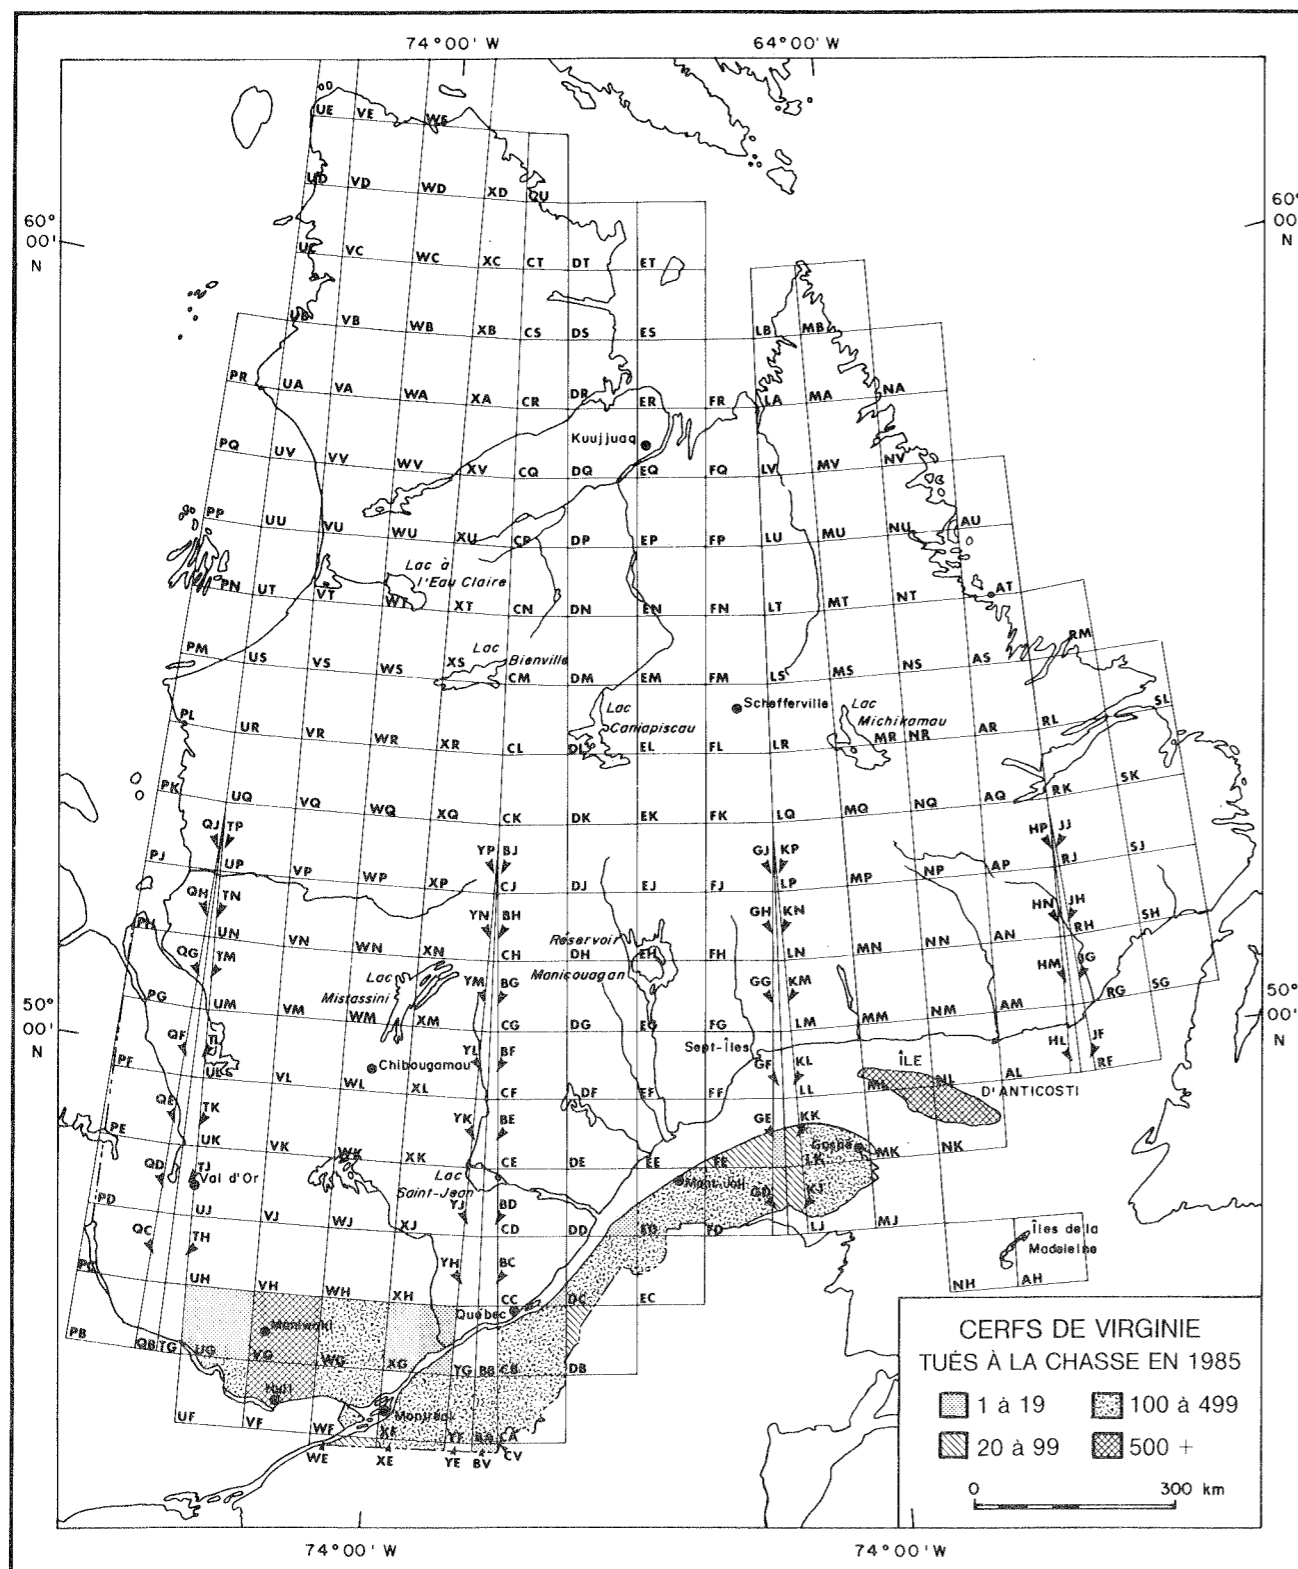 74°00' W 64°00' W
UE VE WE
UD VD WD XD CU
60° 00' N 60° 00' N
UC VC WC XC CT DT ET
UB VB WB XB CS DS ES LB MB
PR UA VA WA XA CR DR ER FR LA MA NA
Kuujjuaq
PQ UV VV WV XV CQ DQ EQ FQ LV MV NV
PP UU VU WU XU CP DP EP FP LU MU NU AU
Lac à
l'Eau Claire
PN UT VT WT XT CN DN EN FN LT MT NT AT
PM US VS WS XS CM DM EM FM LS MS NS AS RM
Lac
Bienville
Lac
Caniapiscau
Schefferville
Lac
Michikamau
PL UR VR WR XR CL DL EL FL LR MR NR AR RL SL
PK UQ VQ WQ XQ CK DK EK FK LQ MQ NQ AQ RK SK
QJ TP YP BJ GJ KP HP JJ
PJ UP VP WP XP CJ DJ EJ FJ LP MP NP AP RJ SJ
QH TN YN BH GH KN HN JH
PH UN VN WN XN CH DH EH FH LN MN NN AN RH SH
Réservoir
Manicouagan
QG YM YM BG GG KM HM JG
Lac
Mistassini
50° 00' N 50° 00' N
PG UM VM WM XM CG DG EG FG LM MM NM AM RG SG
Sept-Îles
QF TL YL BF GF KL HL JF
Chibougamau
PF UL VL WL XL CF DF EF FF LL ML NL AL RF
ÎLE
D'ANTICOSTI
QE TK YK BE GE KK
PE UK VK WK XK CE DE EE FE LK MK NK
Gaspé
Lac
Saint-Jean
Mont-Joli
QD TJ YJ BD GD KJ
Val d'Or
PD UJ VJ WJ XJ CD DD ED FD LJ MJ
Îles de la
Madeleine
QC TH YH BC
PC UH VH WH XH CC DC EC NH AH
Québec
Maniwaki
PB QB TG UG VG WG XG YG BB CB DB
Hull
Montréal
UF VF WF XF YF BA CA
WE XE YE BV CV
CERFS DE VIRGINIE
TUÉS À LA CHASSE EN 1985
1 à 19 100 à 499
20 à 99 500 +
0 300 km
74°00' W 74°00' W